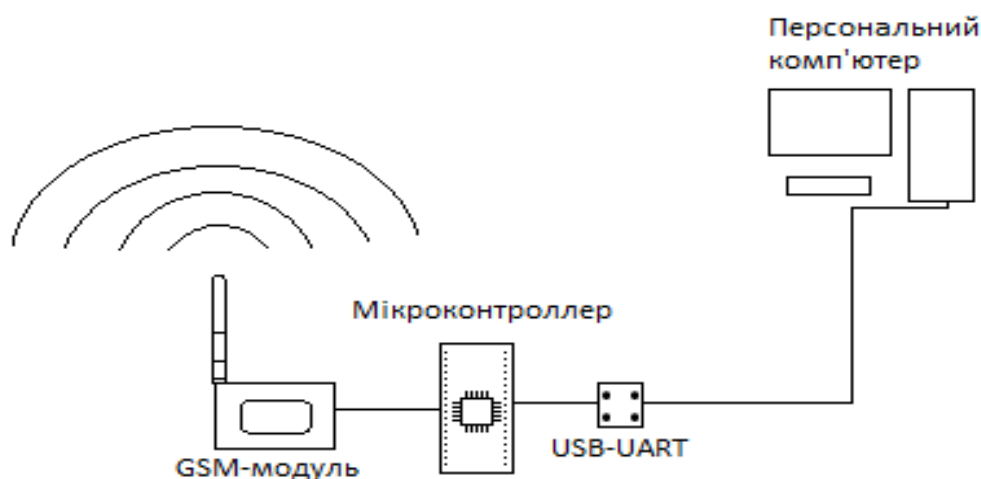 Персональний
комп'ютер
Мікроконтроллер
USB-UART
GSM-модуль